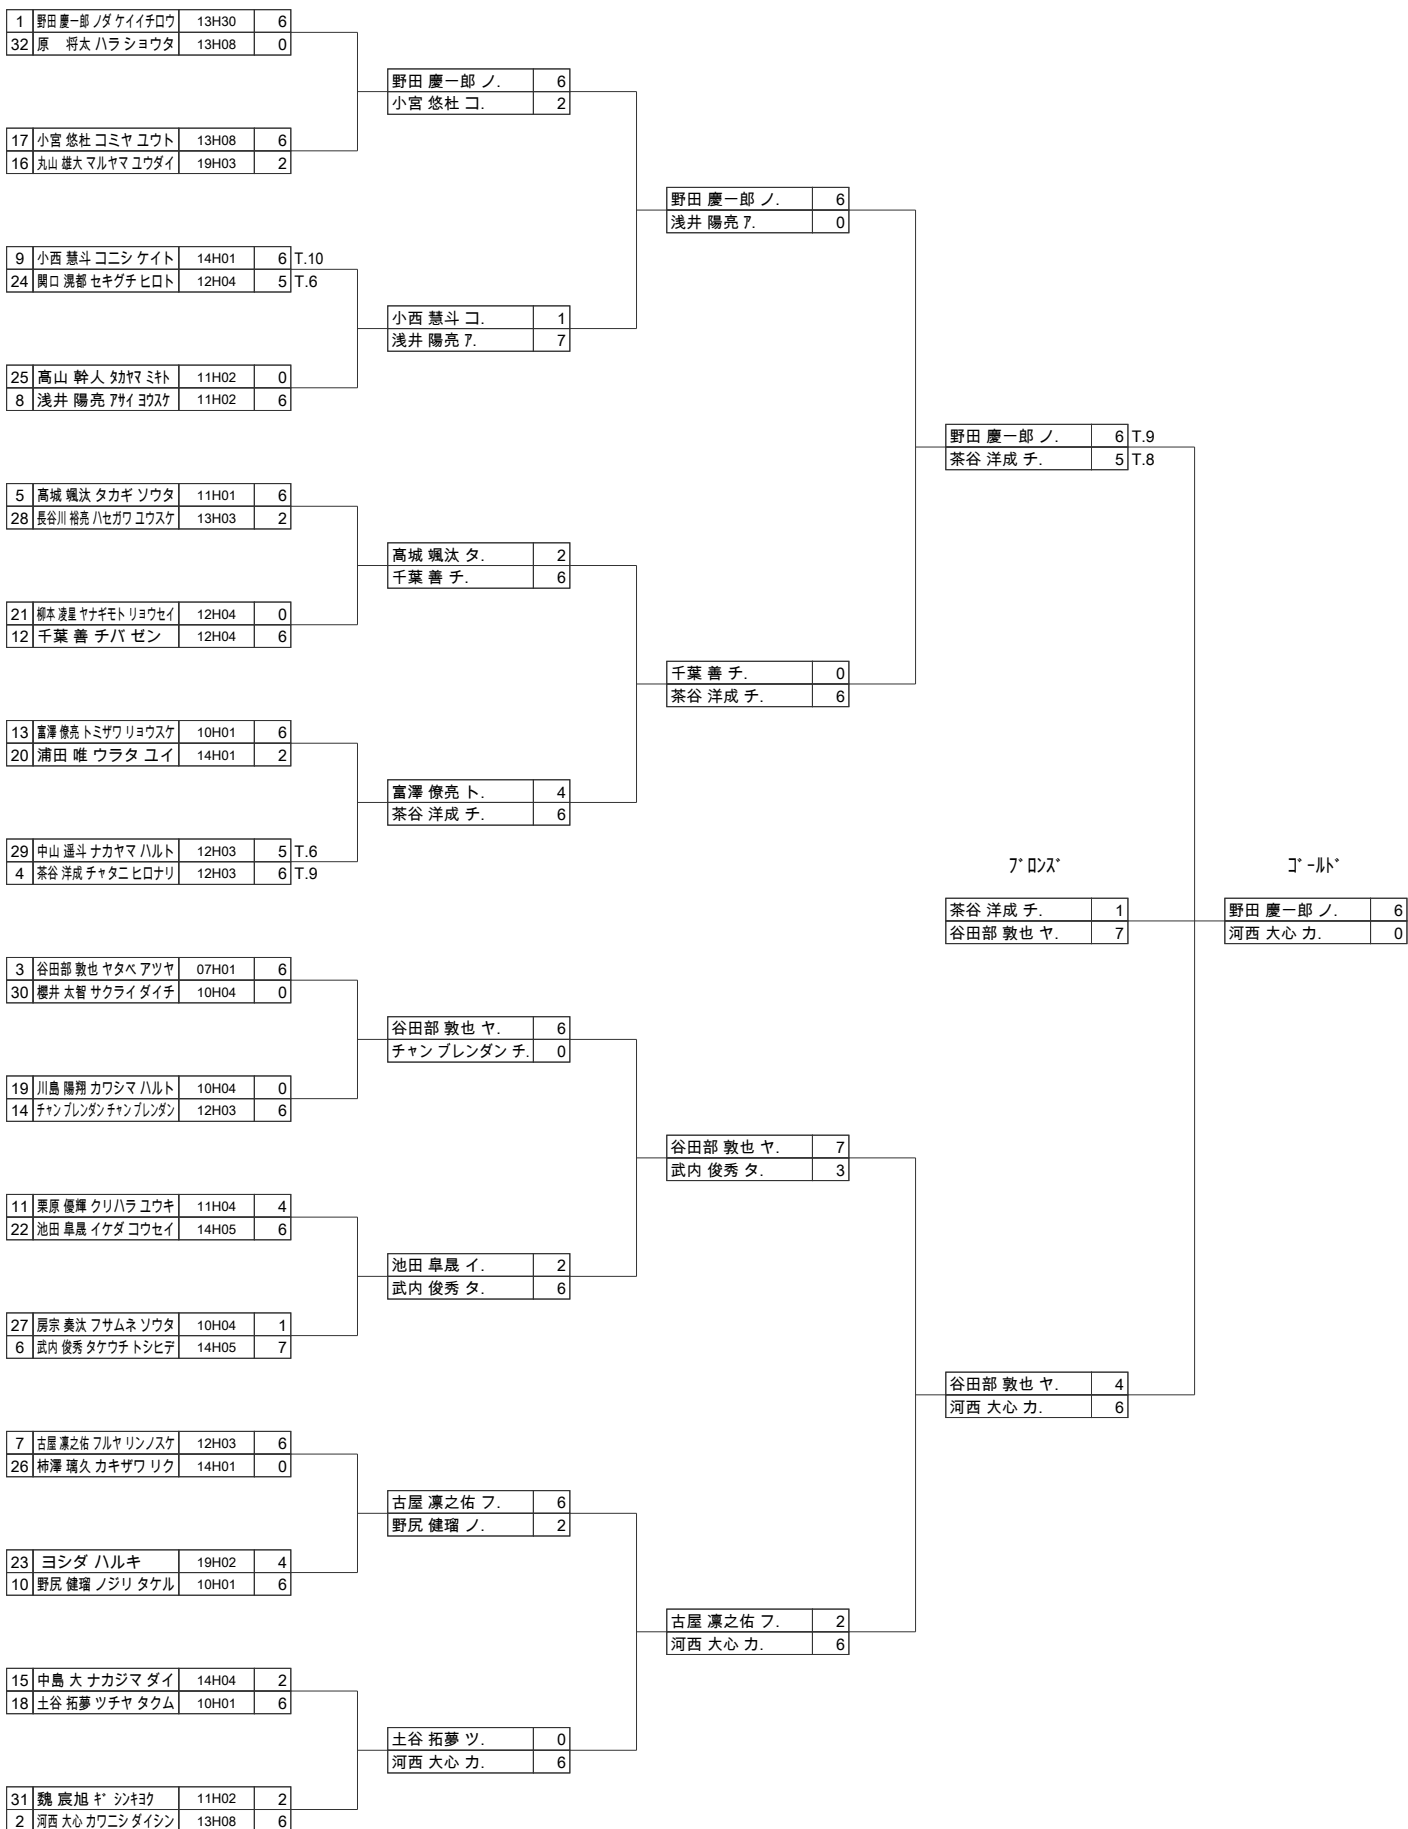 1 野田 慶一郎 ノダ ケイイチロウ 13H30 6
32 原　将太 ハラ ショウタ 13H08 0
野田 慶一郎 ノ. 6
小宮 悠杜 コ. 2
17 小宮 悠杜 コミヤ ユウト 13H08 6
16 丸山 雄大 マルヤマ ユウダイ 19H03 2
野田 慶一郎 ノ. 6
浅井 陽亮 ア. 0
9 小西 慧斗 コニシ ケイト 14H01 6 T.10
24 関口 滉都 セキグチ ヒロト 12H04 5 T.6
小西 慧斗 コ. 1
浅井 陽亮 ア. 7
25 髙山 幹人 タカヤマ ミキト 11H02 0
8 浅井 陽亮 アサイ ヨウスケ 11H02 6
野田 慶一郎 ノ. 6 T.9
茶谷 洋成 チ. 5 T.8
5 髙城 颯汰 タカギ ソウタ 11H01 6
28 長谷川 裕亮 ハセガワ ユウスケ 13H03 2
髙城 颯汰 タ. 2
千葉 善 チ. 6
21 柳本 凌星 ヤナギモト リョウセイ 12H04 0
12 千葉 善 チバ ゼン 12H04 6
千葉 善 チ. 0
茶谷 洋成 チ. 6
13 富澤 僚亮 トミザワ リョウスケ 10H01 6
20 浦田 唯 ウラタ ユイ 14H01 2
富澤 僚亮 ト. 4
茶谷 洋成 チ. 6
29 中山 遥斗 ナカヤマ ハルト 12H03 5 T.6
4 茶谷 洋成 チャタニ ヒロナリ 12H03 6 T.9
ブロンズ ゴールド
茶谷 洋成 チ. 1
谷田部 敦也 ヤ. 7
野田 慶一郎 ノ. 6
河西 大心 カ. 0
3 谷田部 敦也 ヤタベ アツヤ 07H01 6
30 櫻井 太智 サクライ ダイチ 10H04 0
谷田部 敦也 ヤ. 6
チャン ブレンダン チ. 0
19 川島 陽翔 カワシマ ハルト 10H04 0
14 チャン ブレンダン チャン ブレンダン 12H03 6
谷田部 敦也 ヤ. 7
武内 俊秀 タ. 3
11 栗原 優輝 クリハラ ユウキ 11H04 4
22 池田 皐晟 イケダ コウセイ 14H05 6
池田 皐晟 イ. 2
武内 俊秀 タ. 6
27 房宗 奏汰 フサムネ ソウタ 10H04 1
6 武内 俊秀 タケウチ トシヒデ 14H05 7
谷田部 敦也 ヤ. 4
河西 大心 カ. 6
7 古屋 凛之佑 フルヤ リンノスケ 12H03 6
26 柿澤 璃久 カキザワ リク 14H01 0
古屋 凛之佑 フ. 6
野尻 健瑠 ノ. 2
23 ヨシダ ハルキ 19H02 4
10 野尻 健瑠 ノジリ タケル 10H01 6
古屋 凛之佑 フ. 2
河西 大心 カ. 6
15 中島 大 ナカジマ ダイ 14H04 2
18 土谷 拓夢 ツチヤ タクム 10H01 6
土谷 拓夢 ツ. 0
河西 大心 カ. 6
31 魏 宸旭 ギ シンキョク 11H02 2
2 河西 大心 カワニシ ダイシン 13H08 6